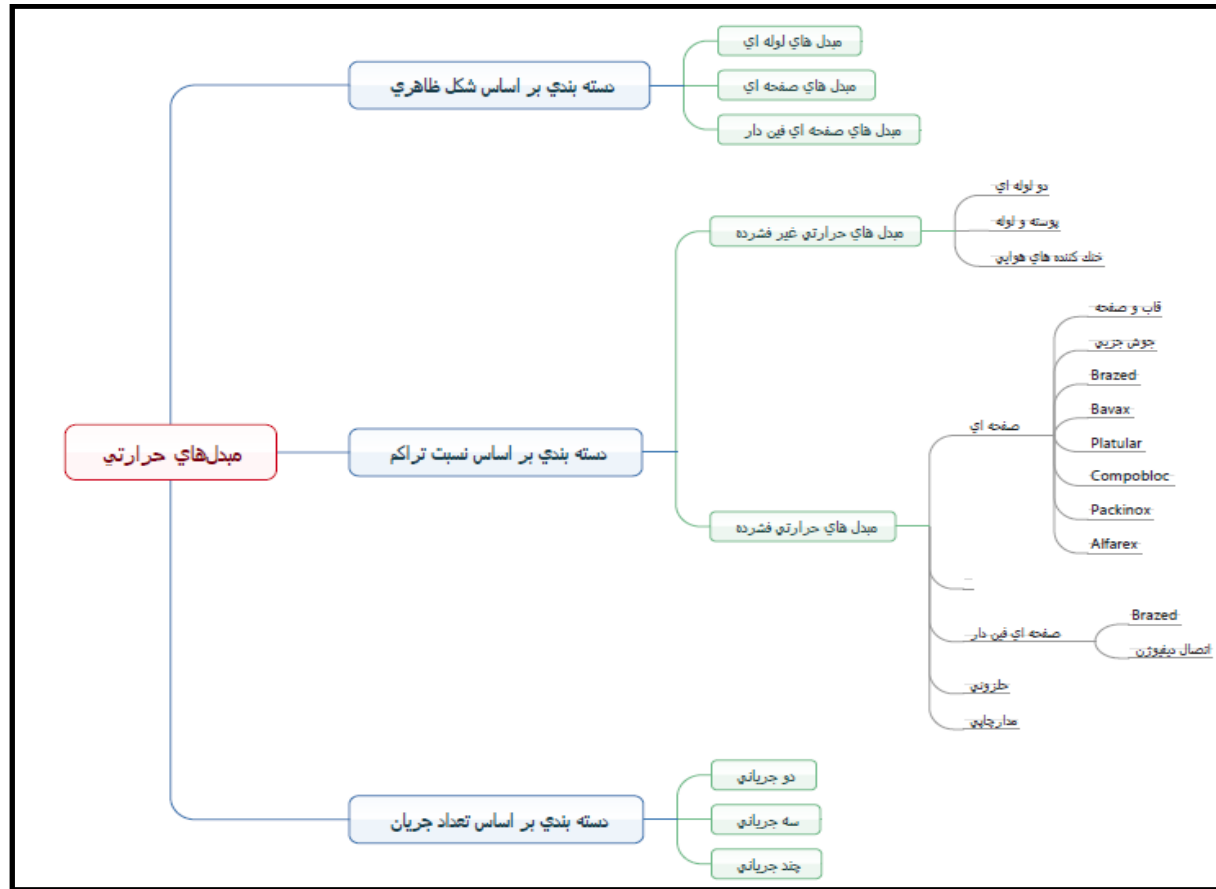 مبدل‌هاي حرارتي
دسته بندي بر اساس شكل ظاهري
مبدل هاي لوله اي
مبدل هاي صفحه اي
مبدل هاي صفحه اي فين دار
دسته بندي بر اساس نسبت تراكم
مبدل هاي حرارتي غير فشرده
دو لوله اي
پوسته و لوله
خنك كننده هاي هوايي
مبدل هاي حرارتي فشرده
صفحه اي
قاب و صفحه
جوش جزيي
Brazed
Bavax
Platular
Compobloc
Packinox
Alfarex
صفحه اي فين دار
Brazed
اتصال ديفيوژن
حلزوني
مدارچاپي
دسته بندي بر اساس تعداد جريان
دو جرياني
سه جرياني
چند جرياني